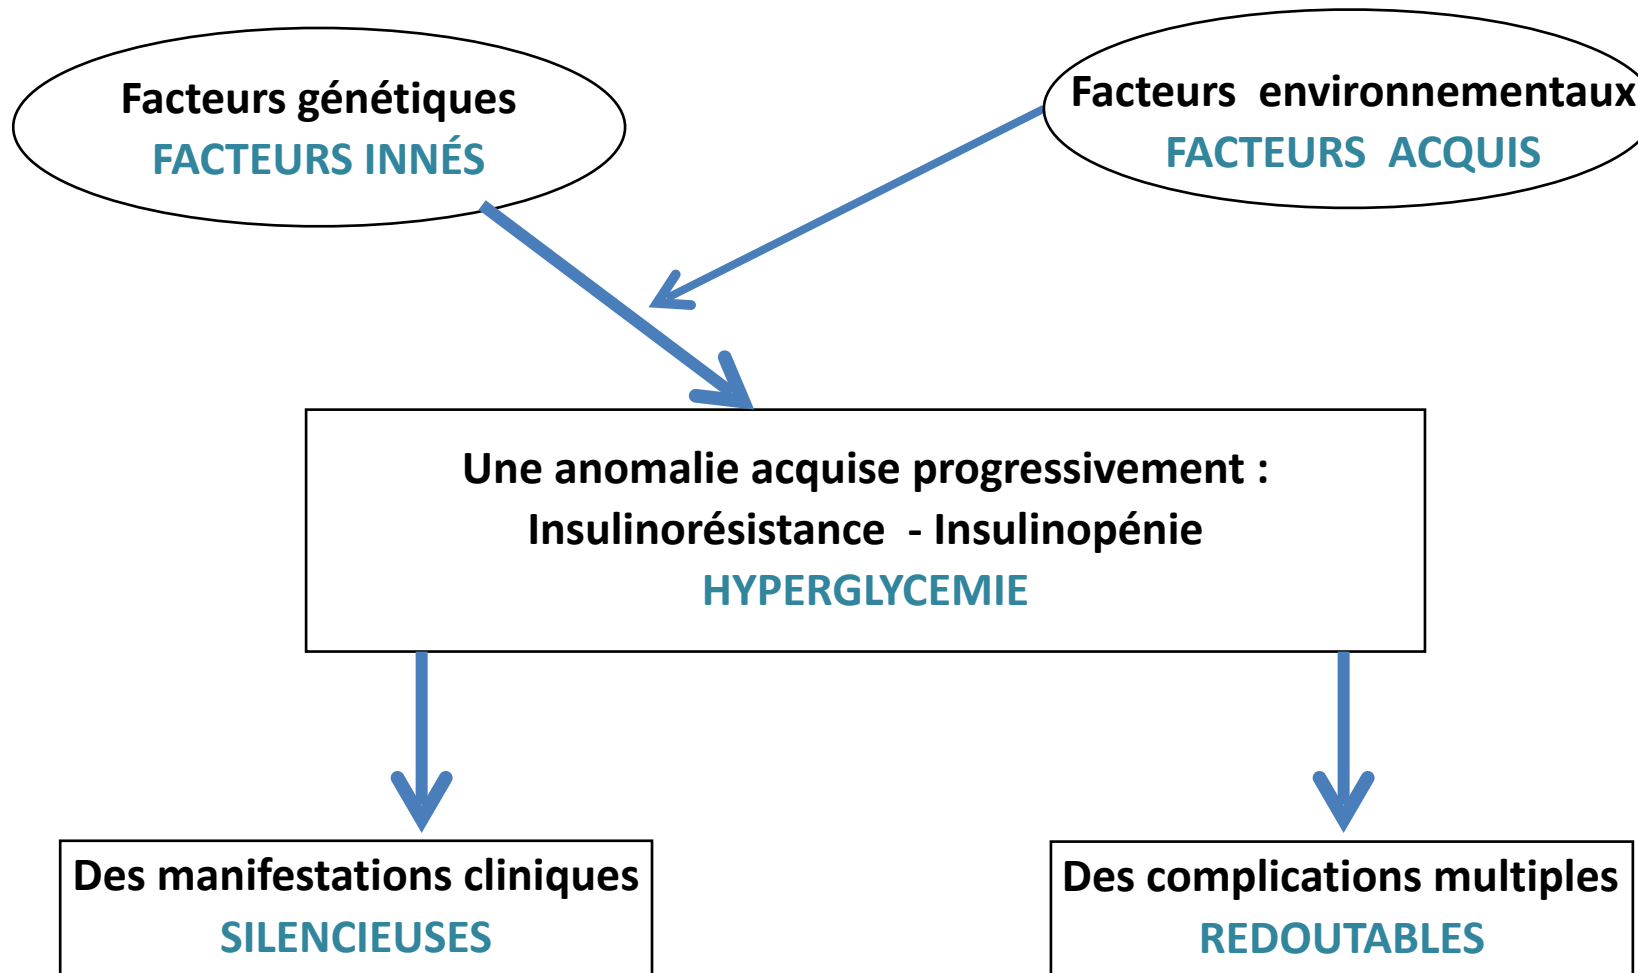 Facteurs génétiques
FACTEURS INNÉS
Facteurs  environnementaux
FACTEURS  ACQUIS
Une anomalie acquise progressivement :
Insulinorésistance  - Insulinopénie
HYPERGLYCEMIE
Des manifestations cliniques
SILENCIEUSES
Des complications multiples
REDOUTABLES